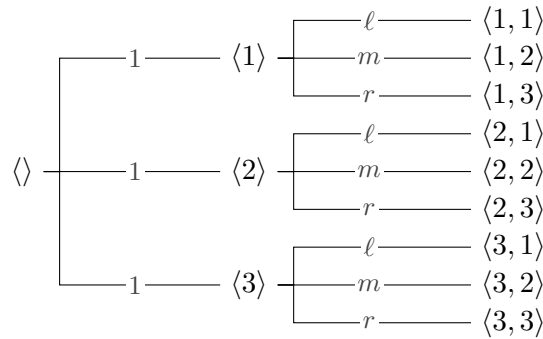 ℓ ⟨1, 1⟩
1 ⟨1⟩ m ⟨1, 2⟩
r ⟨1, 3⟩
ℓ ⟨2, 1⟩
⟨⟩ 1 ⟨2⟩ m ⟨2, 2⟩
r ⟨2, 3⟩
ℓ ⟨3, 1⟩
1 ⟨3⟩ m ⟨3, 2⟩
r ⟨3, 3⟩